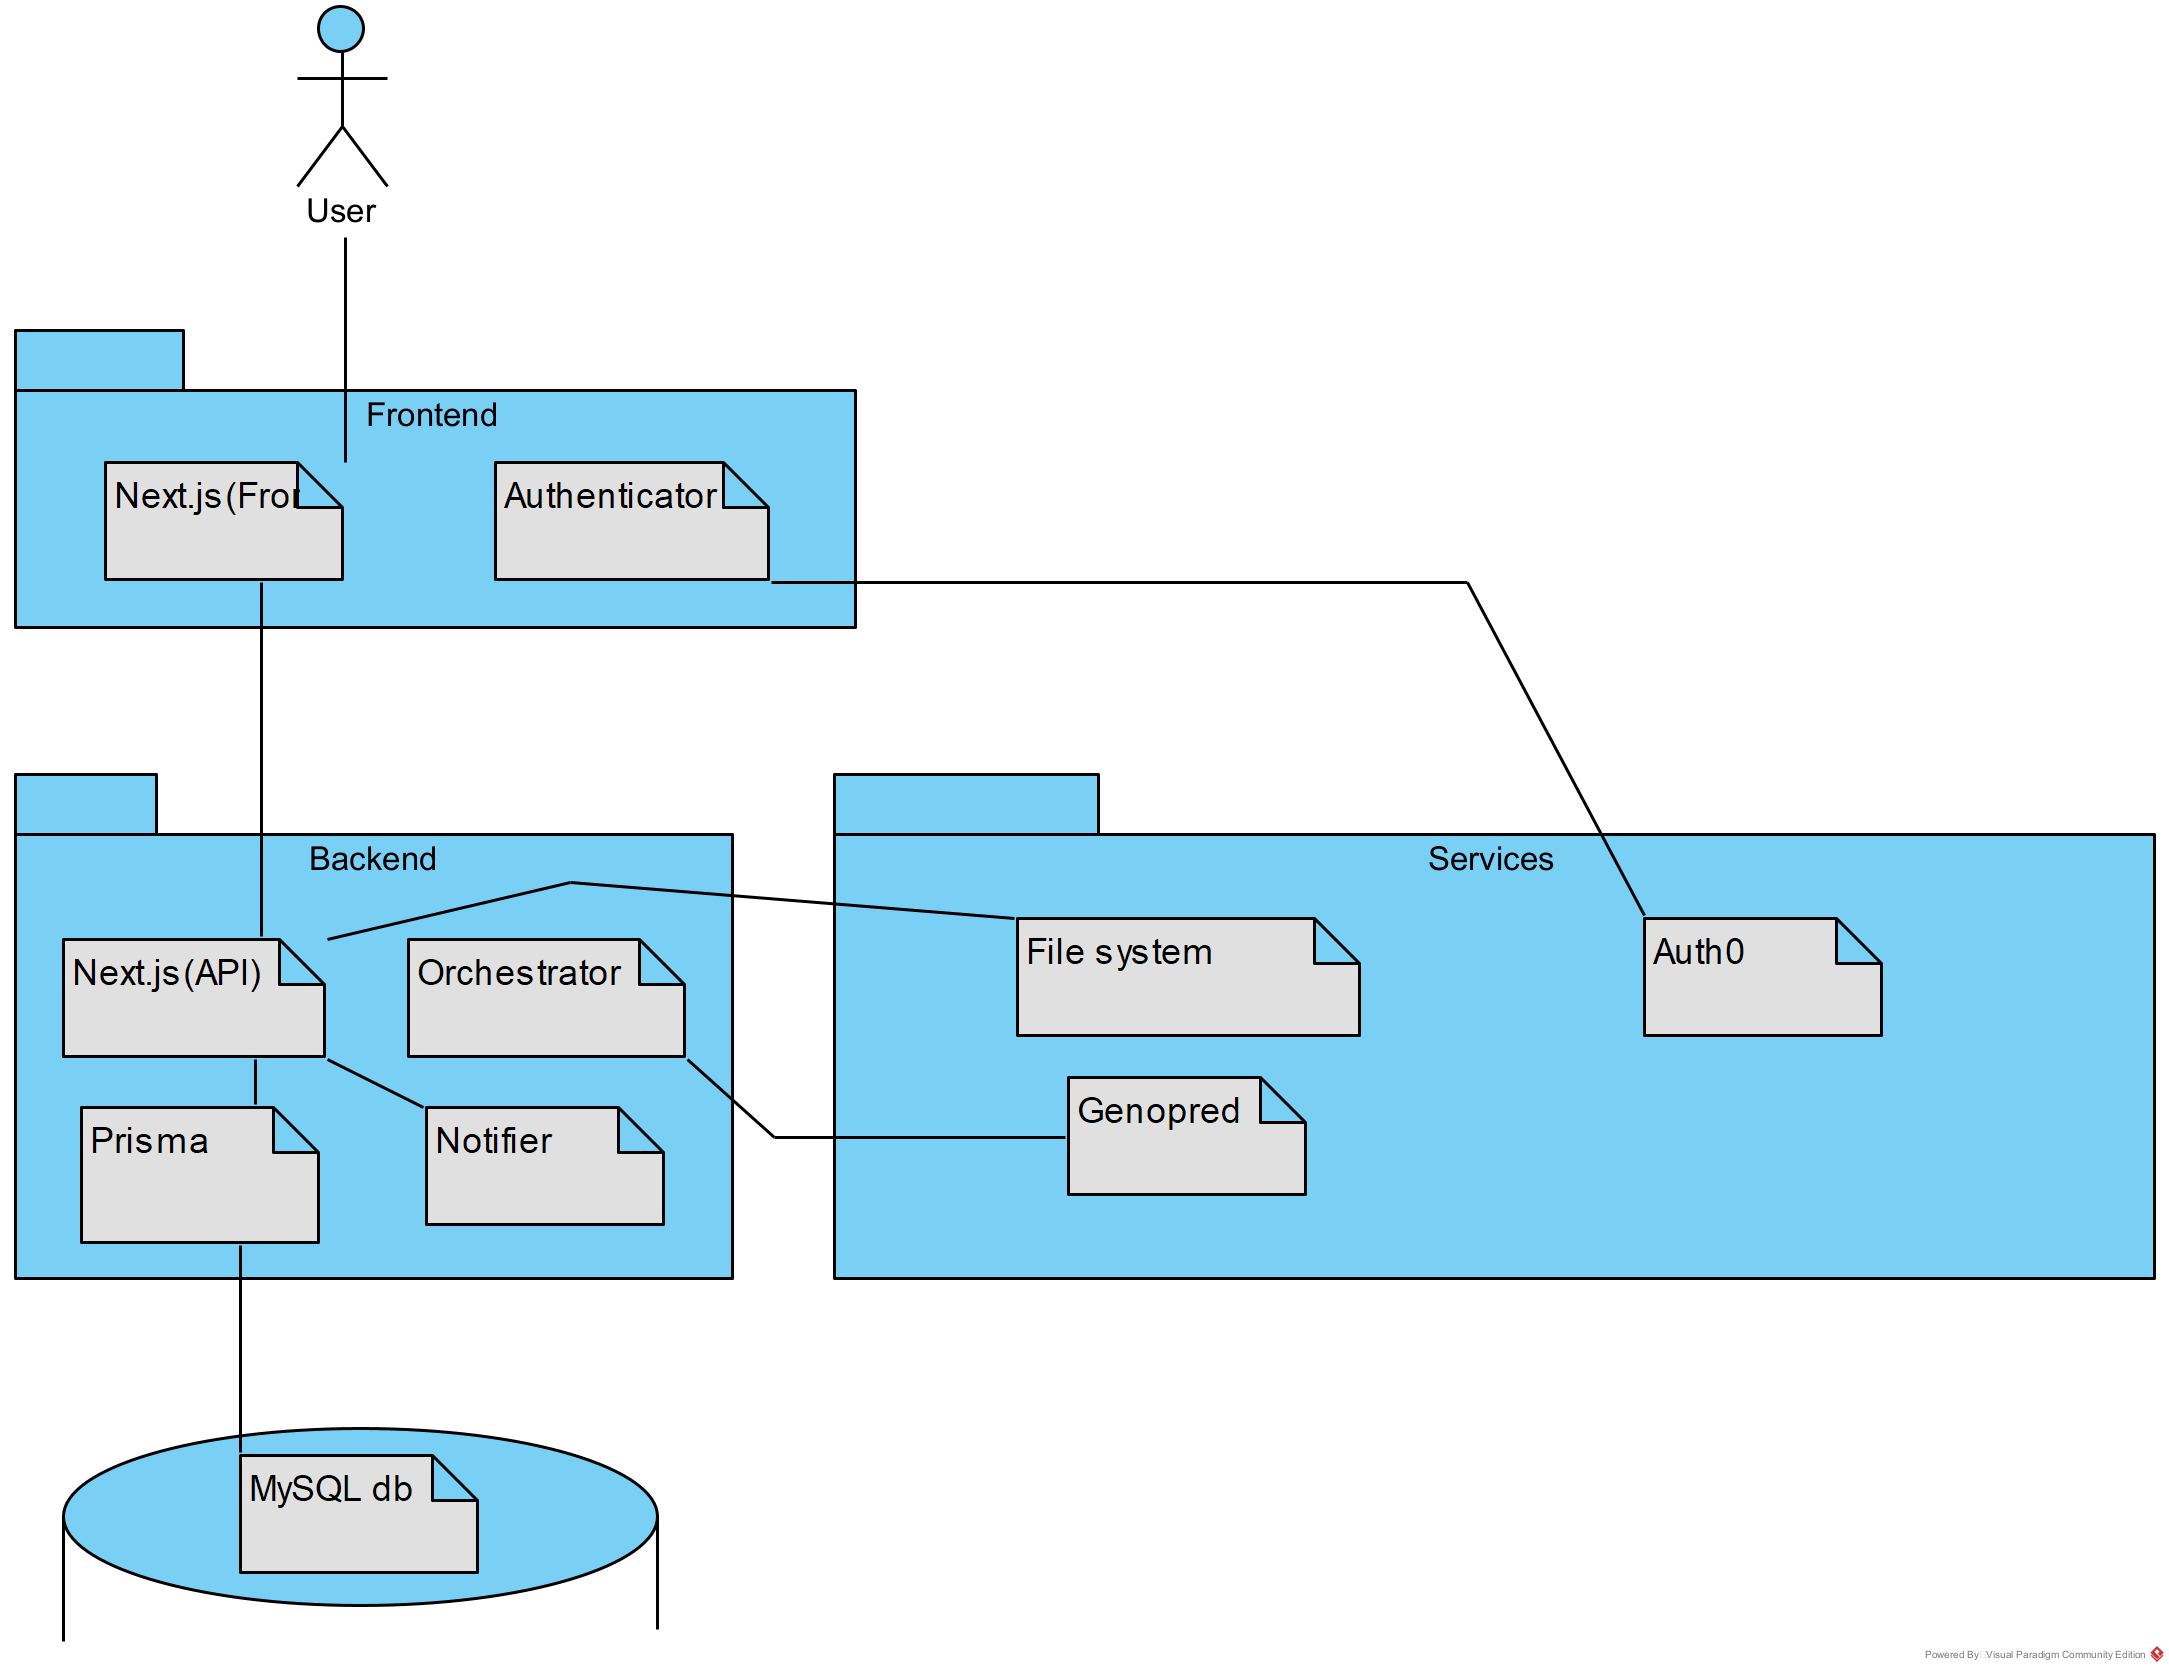 User
Frontend
Next.js(Fror
Authenticator
Backend
Services
Next.js(API)
Orchestrator
File system
Auth0
Prisma
Notifier
Genopred
MySQL db
Powered By Visual Paradigm Community Edition